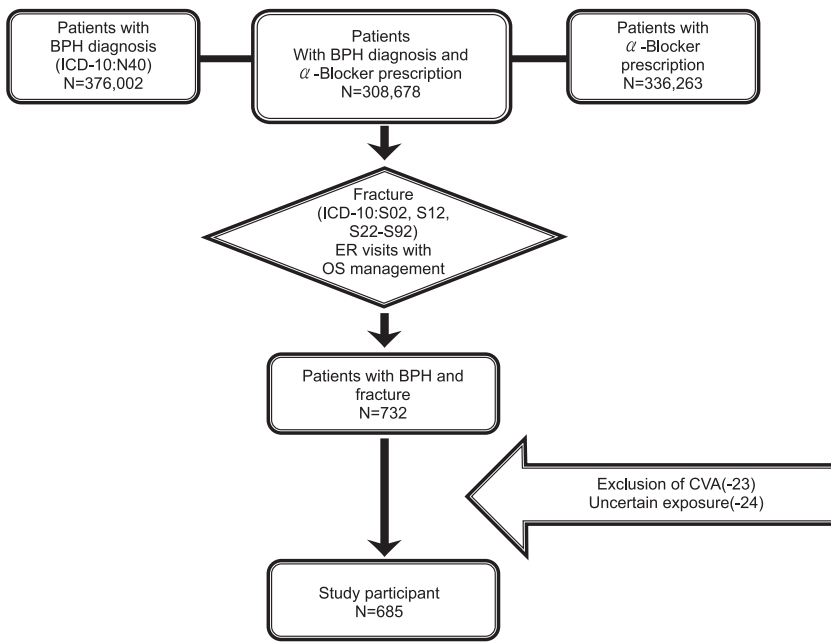 Patients with
BPH diagnosis
(ICD-10:N40)
N=376,002
Patients
With BPH diagnosis and
α-Blocker prescription
N=308,678
Patients with
α-Blocker
prescription
N=336,263
Fracture
(ICD-10:S02, S12,
S22-S92)
ER visits with
OS management
Patients with BPH and
fracture
N=732
Exclusion of CVA(-23)
Uncertain exposure(-24)
Study participant
N=685